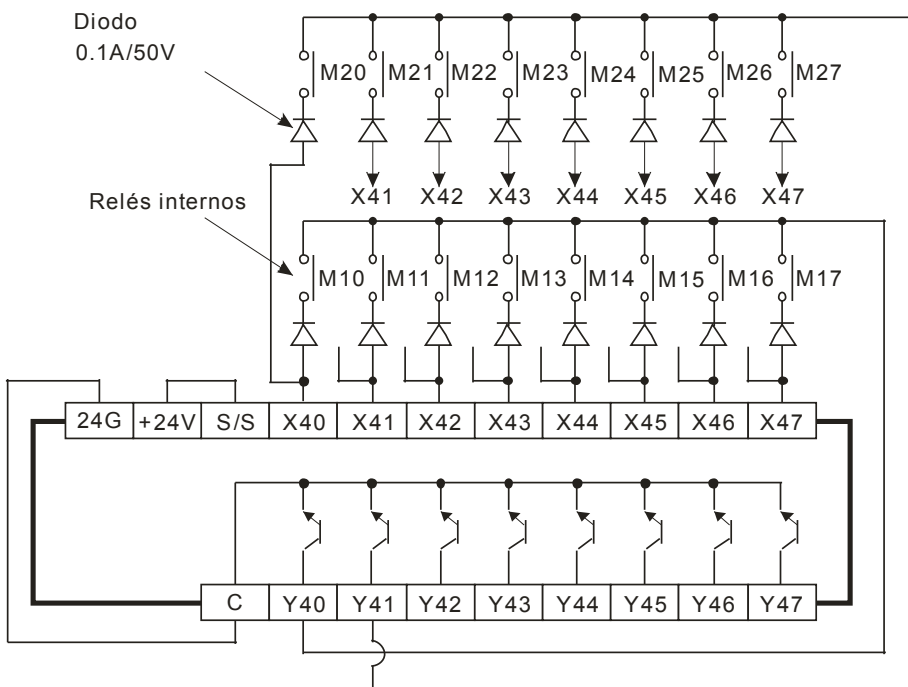 Diodo
0.1A/50V
M20 M21 M22 M23 M24 M25 M26 M27
X41 X42 X43 X44 X45 X46 X47
Relés internos
M10 M11 M12 M13 M14 M15 M16 M17
24G +24V S/S X40 X41 X42 X43 X44 X45 X46 X47
C Y40 Y41 Y42 Y43 Y44 Y45 Y46 Y47